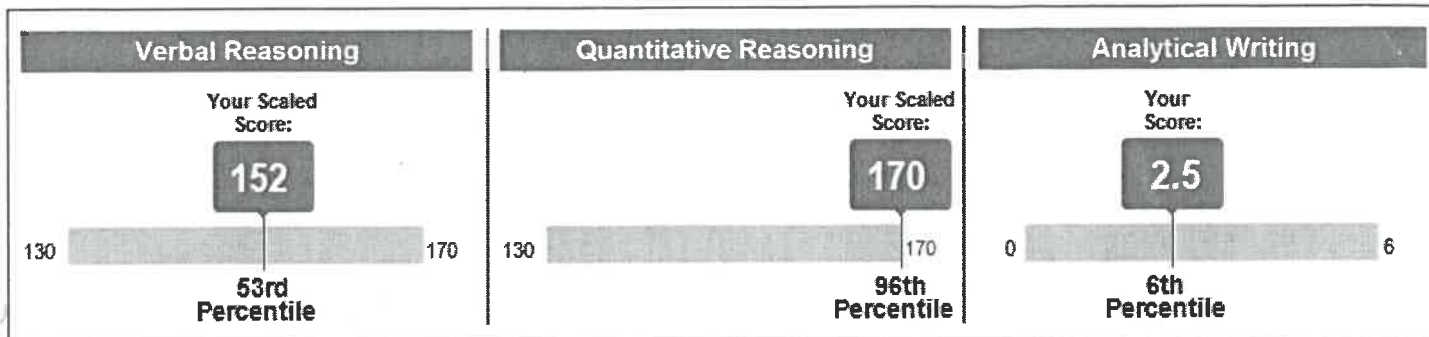 Verbal Reasoning
Your Scaled
Score:
152
130
170
53rd
Percentile
Quantitative Reasoning
Your Scaled
Score:
170
130
170
96th
Percentile
Analytical Writing
Your
Score:
2.5
0
6
6th
Percentile